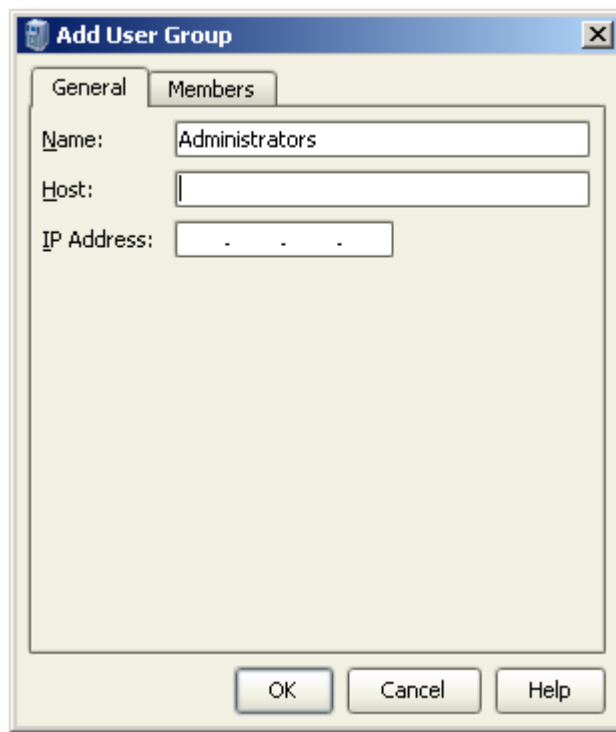 Add User Group
General Members
Name: Administrators
Host:
IP Address: . . .
OK Cancel Help